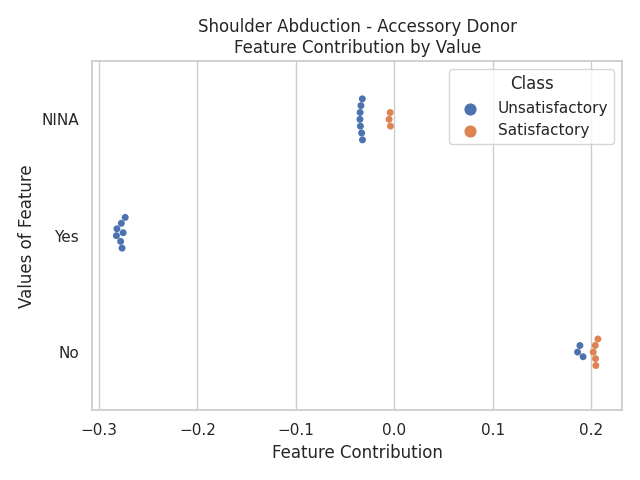 Shoulder Abduction - Accessory Donor
Feature Contribution by Value
Class
Unsatisfactory
Satisfactory
NINA
Yes
No
Values of Feature
−0.3 −0.2 −0.1 0.0 0.1 0.2
Feature Contribution